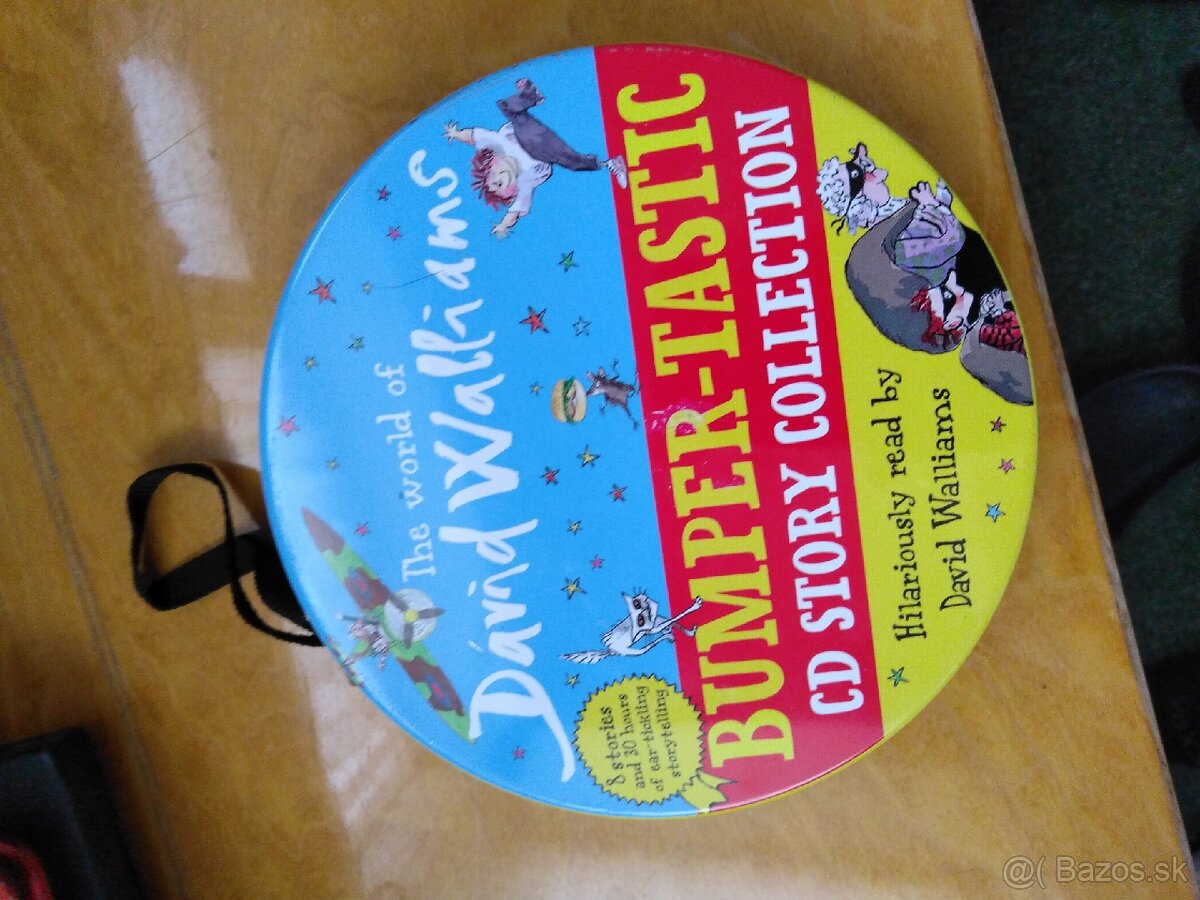 The world of
David Walliams
BUMPER-TASTIC
CD STORY COLLECTION
Hilariously read by
David Walliams
8 stories
and 30 hours
of ear-tickling
storytelling
@( Bazos.sk